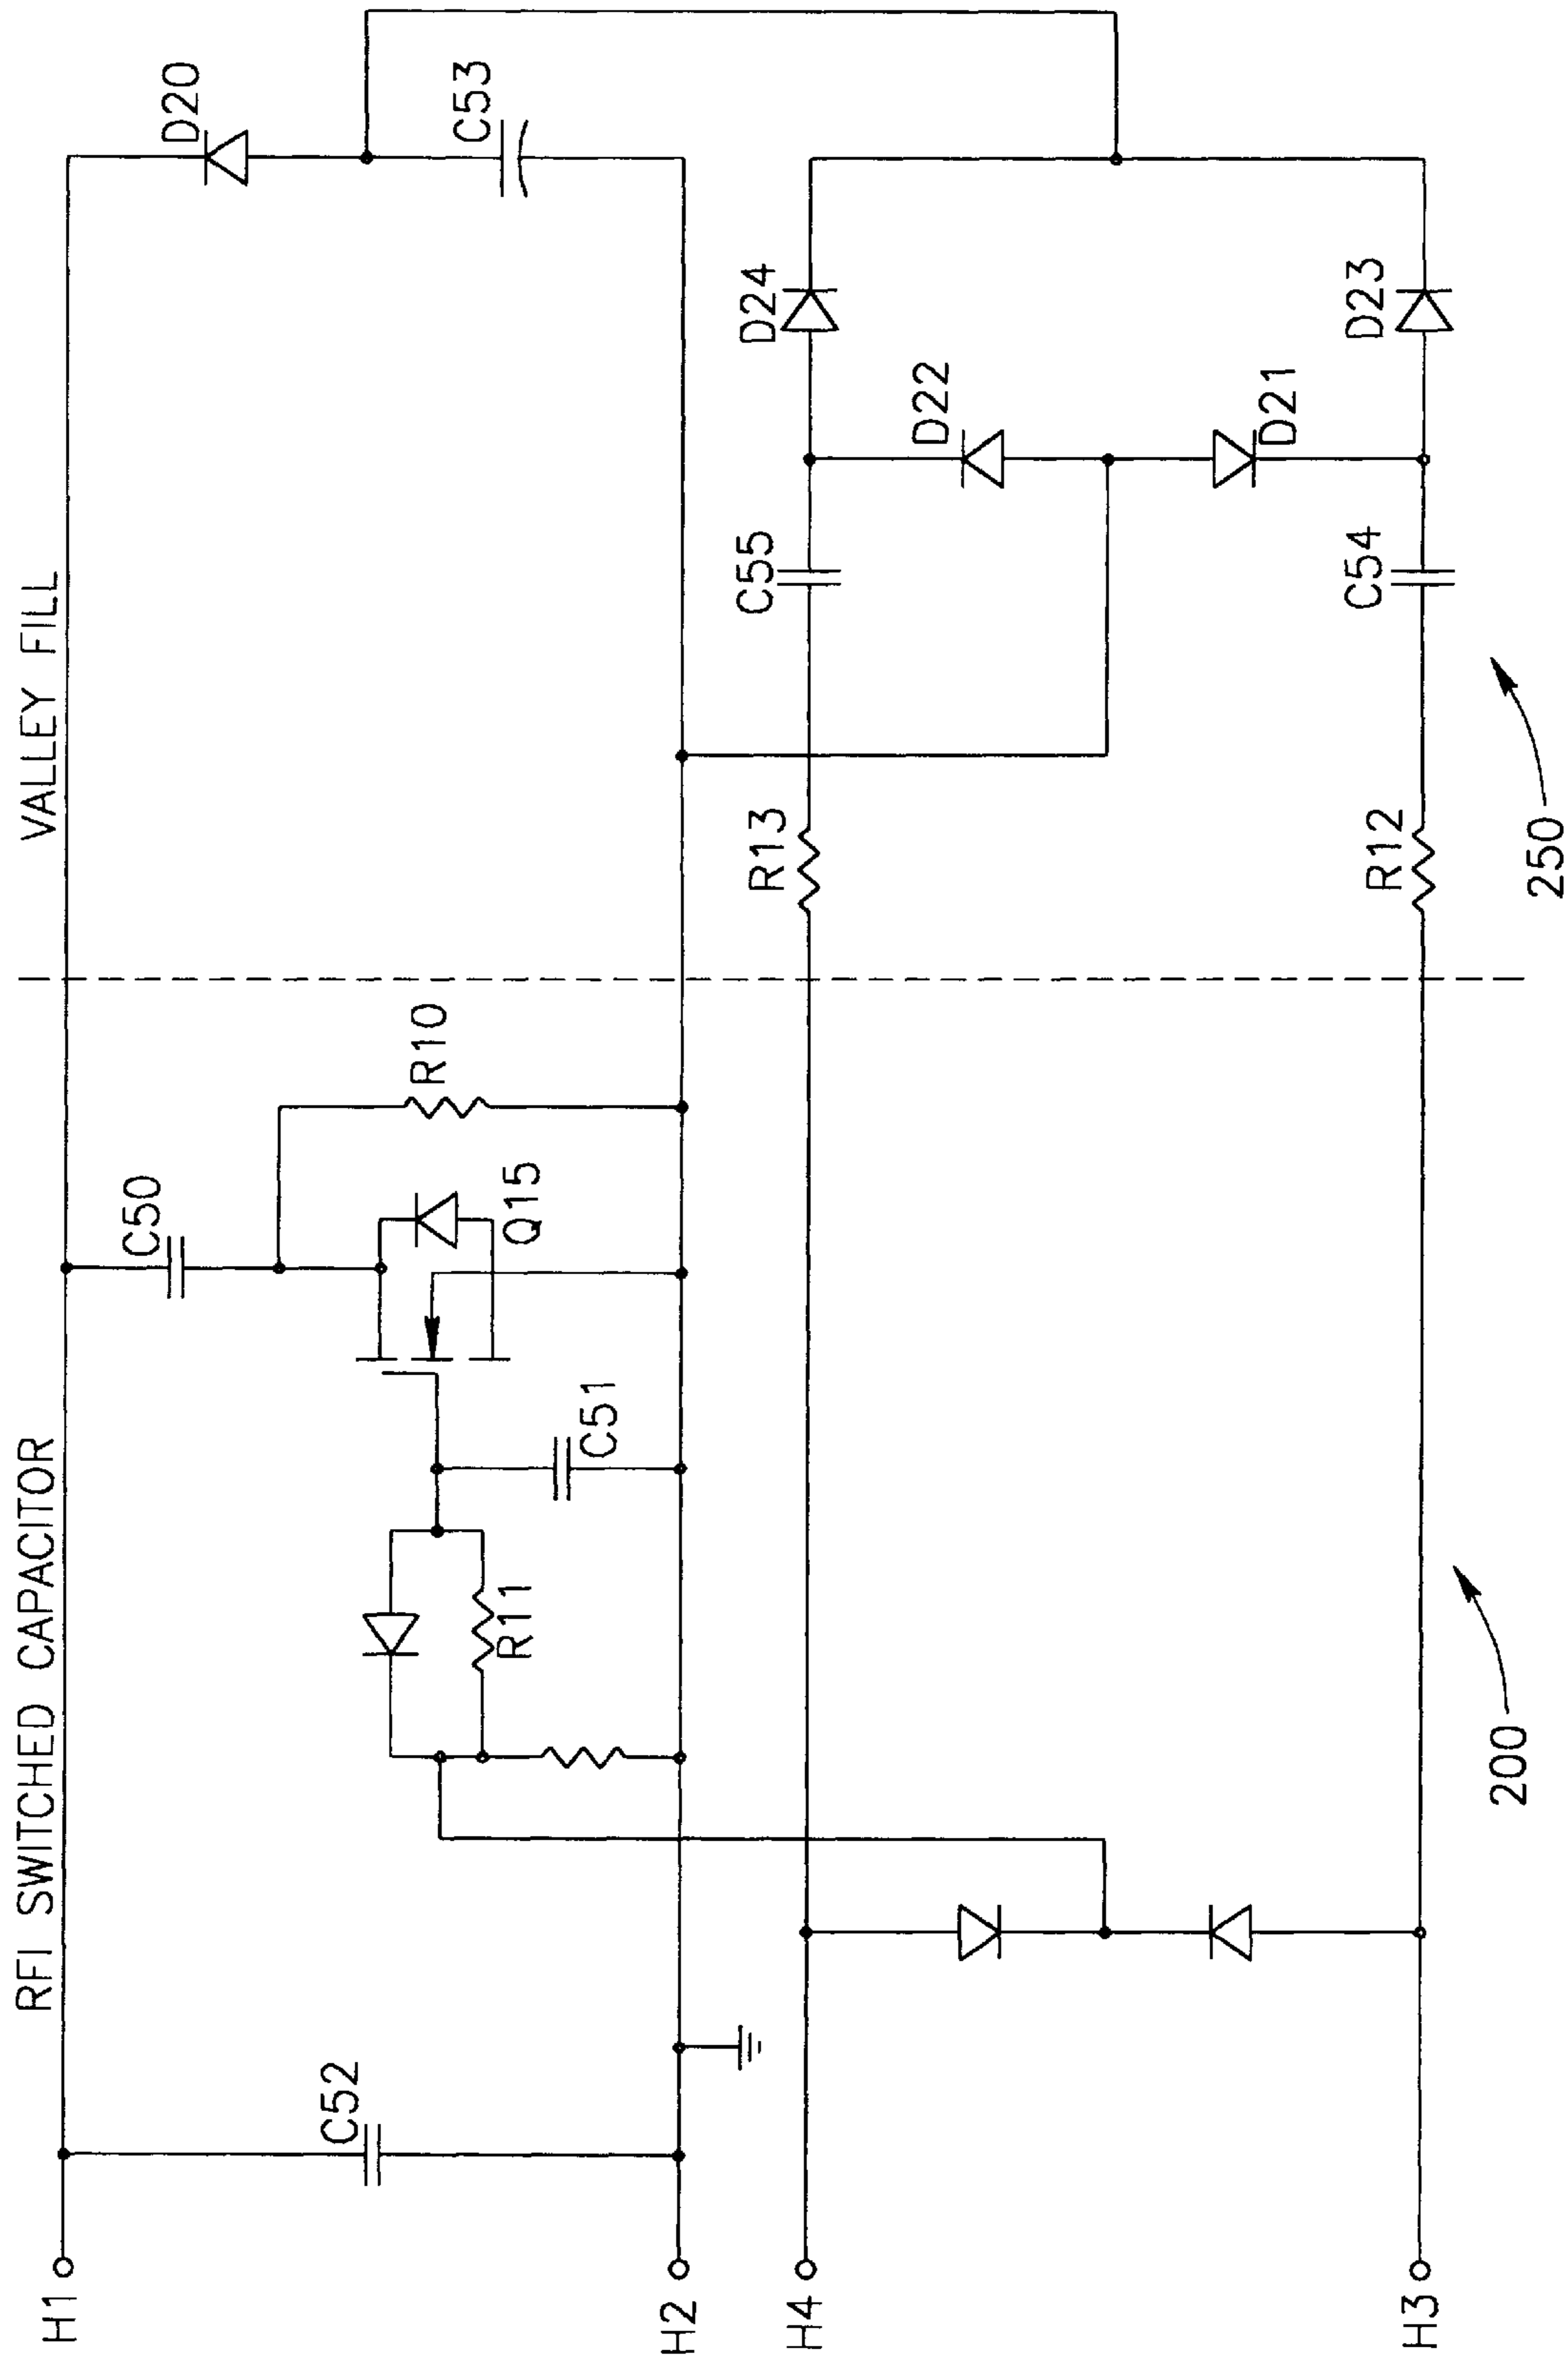 RFI SWITCHED CAPACITOR
VALLEY FILL
H1
C52
C50
R10
Q15
C51
R11
D20
C53
H2
H4
R13
C55
D24
D22
D21
H3
R12
C54
D23
200
250